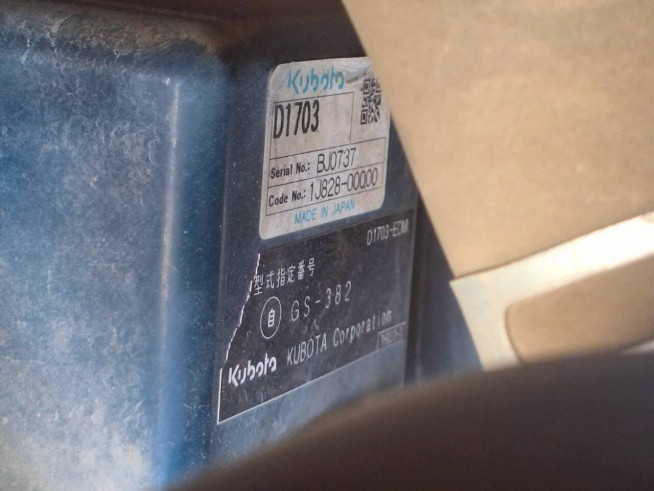 Kubota
D1703
Serial No.: BJ0737
Code No.: 1J828-00000
MADE IN JAPAN
D1703-EDM
型式指定番号
自 GS-382
Kubota KUBOTA Corporation